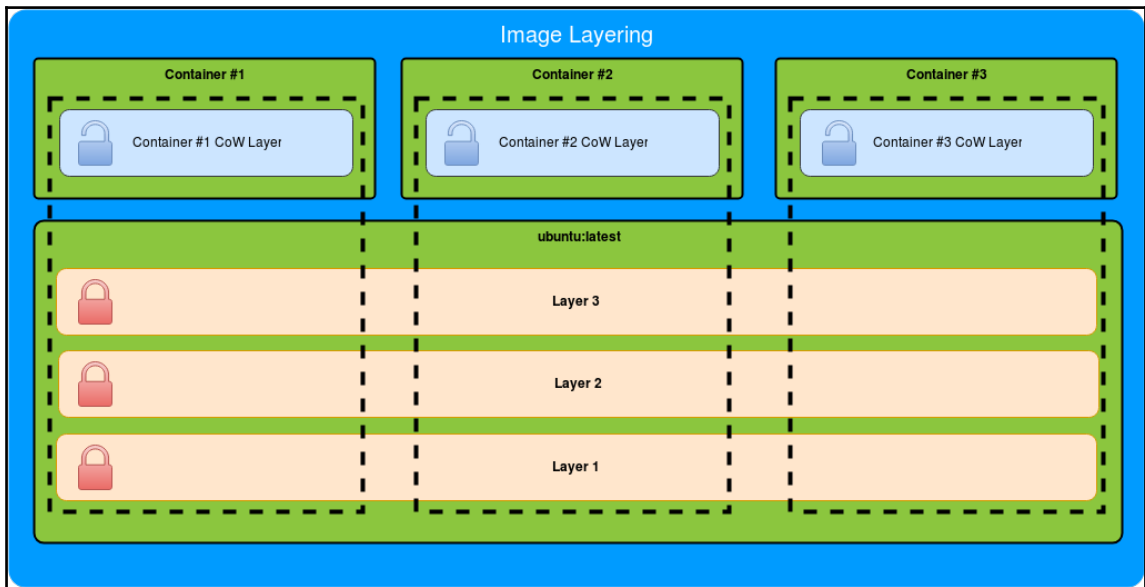 Image Layering
Container #1
Container #2
Container #3
Container #1 CoW Layer
Container #2 CoW Layer
Container #3 CoW Layer
ubuntu:latest
Layer 3
Layer 2
Layer 1